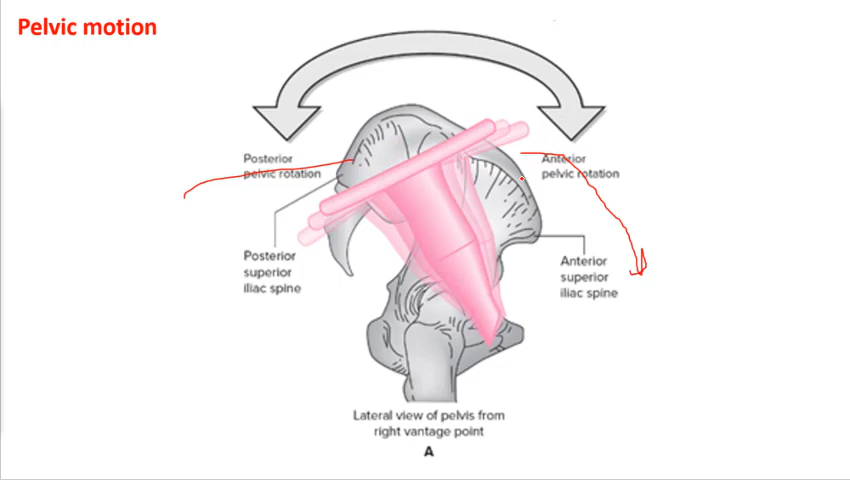 Pelvic motion
Posterior
pelvic rotation
Anterior
pelvic rotation
Posterior
superior
iliac spine
Anterior
superior
iliac spine
Lateral view of pelvis from
right vantage point
A